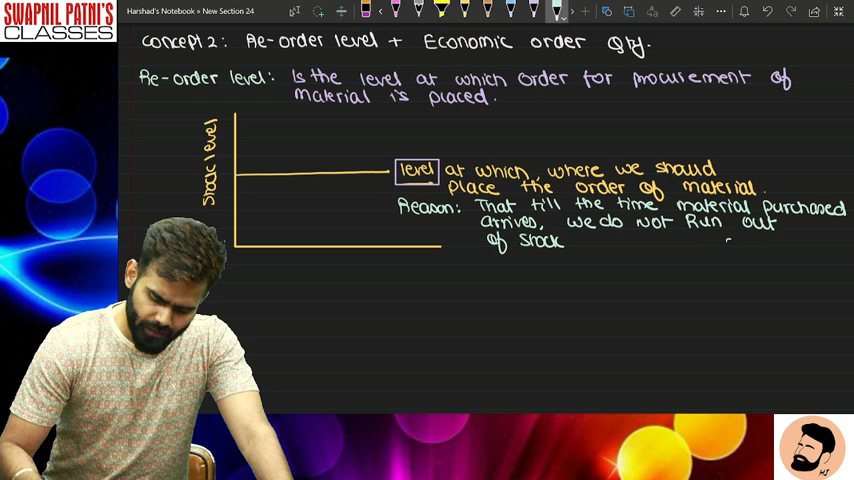 SWAPNIL PATNI'S
CLASSES
Harshad's Notebook » New Section 24
Concept 2: Re-order level + Economic order Qty.
Re-order level: Is the level at which order for procurement of
material is placed.
Stock level
level at which, where we should
place the order of material.
Reason: That till the time material purchased
arrives, we do not Run out
of stock
HS